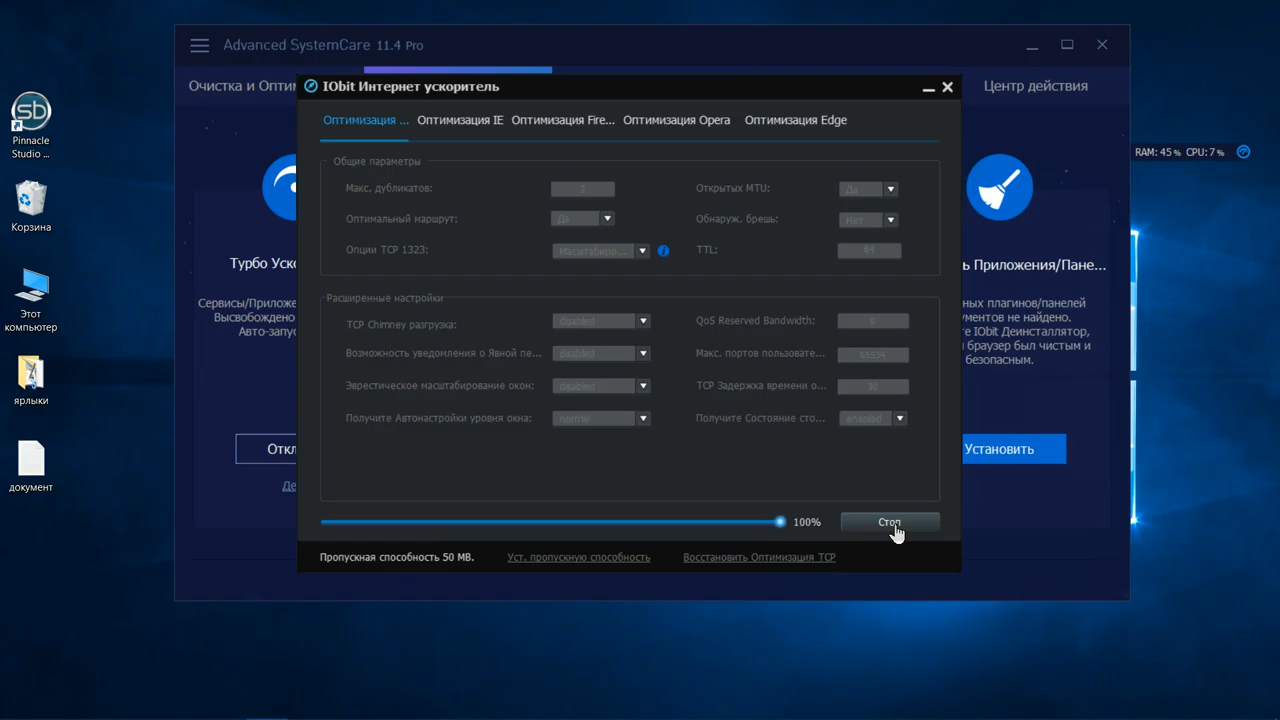 Advanced SystemCare 11.4 Pro
Очистка и Опти
Центр действия
IObit Интернет ускоритель
Оптимизация ...
Оптимизация IE
Оптимизация Fire...
Оптимизация Opera
Оптимизация Edge
Общие параметры
Макс. дубликатов:
2
Открытых MTU:
Да
Оптимальный маршрут:
Да
Обнаруж. брешь:
Нет
Опции TCP 1323:
Масштабиро...
TTL:
64
Расширенные настройки
TCP Chimney разгрузка:
disabled
QoS Reserved Bandwidth:
0
Возможность уведомления о Явной пе...
disabled
Макс. портов пользовате...
65534
Эврестическое масштабирование окон:
disabled
TCP Задержка времени о...
30
Получите Автонастройки уровня окна:
normal
Получите Состояние сто...
enabled
100%
Стоп
Пропускная способность 50 MB.
Уст. пропускную способность
Восстановить Оптимизация TCP
Турбо Уско
Сервисы/Приложе
Высвобождено
Авто-запус
Откл
Де
ь Приложения/Пане...
ных плагинов/панелей
ументов не найдено.
е IObit Деинсталлятор,
браузер был чистым и
безопасным.
Установить
RAM: 45% CPU: 7%
Pinnacle
Studio ...
Корзина
Этот
компьютер
ярлыки
документ